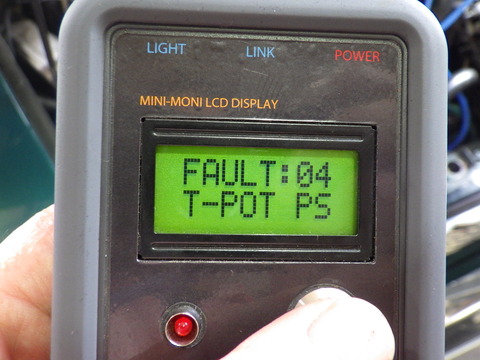 LIGHT LINK POWER
MINI-MONI LCD DISPLAY
FAULT:04
T-POT PS